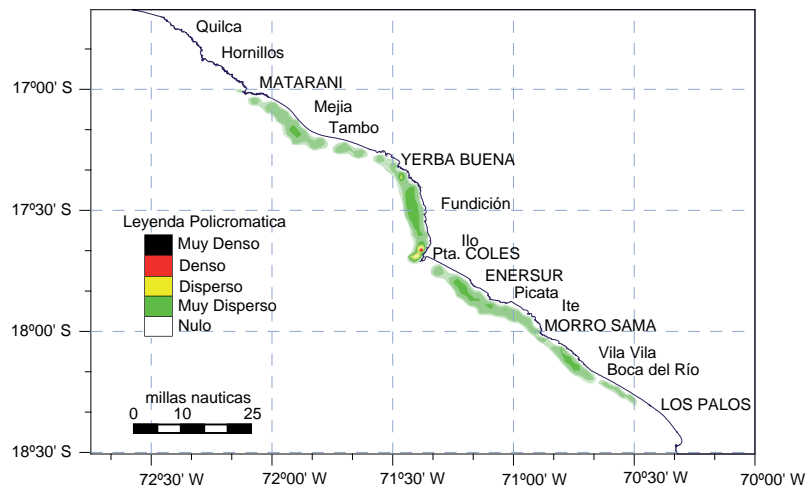 Quilca
Hornillos
17º00' S
MATARANI
Mejia
Tambo
YERBA BUENA
17º30' S
Fundición
Leyenda Policromatica
Muy Denso
Denso
Disperso
Muy Disperso
Nulo
Ilo
Pta. COLES
ENERSUR
Picata
Ite
18º00' S
MORRO SAMA
Vila Vila
Boca del Río
LOS PALOS
millas nauticas
0 10 25
18º30' S
72º30' W 72º00' W 71º30' W 71º00' W 70º30' W 70º00' W